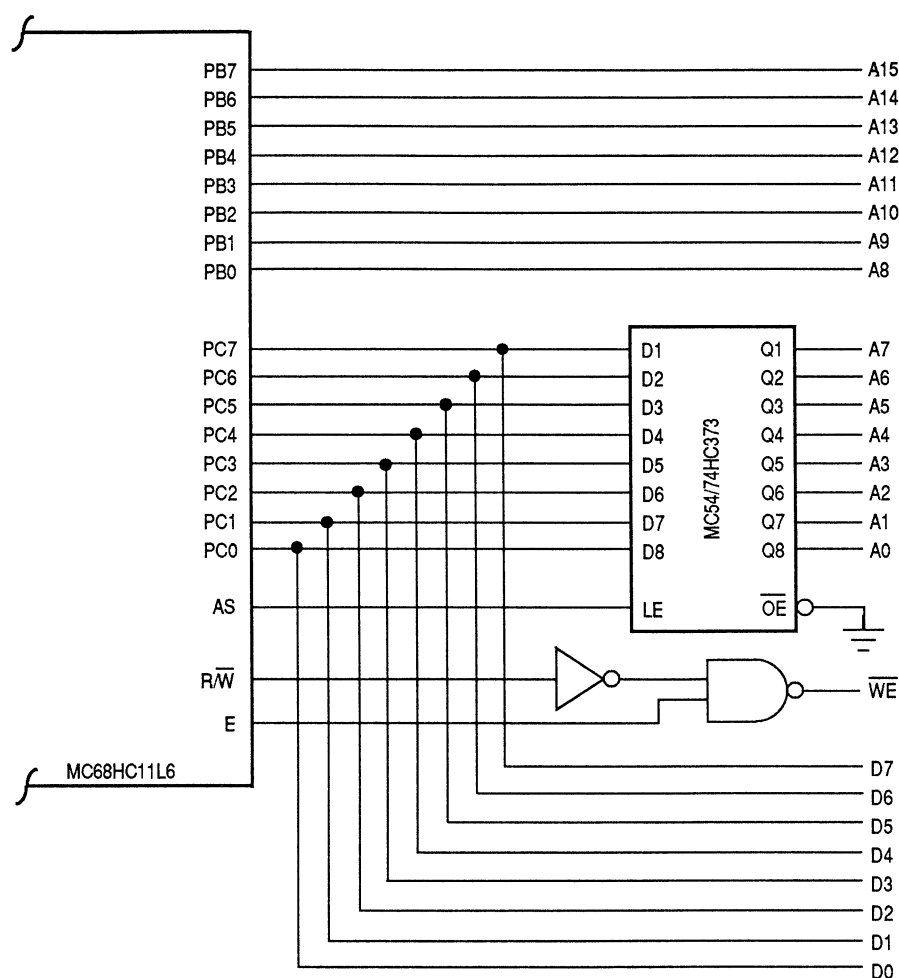 PB7 A15
PB6 A14
PB5 A13
PB4 A12
PB3 A11
PB2 A10
PB1 A9
PB0 A8
PC7 D1 Q1 A7
PC6 D2 Q2 A6
PC5 D3 Q3 A5
PC4 D4 Q4 A4
PC3 D5 Q5 A3
PC2 D6 Q6 A2
PC1 D7 Q7 A1
PC0 D8 Q8 A0
MC54/74HC373
AS LE O̅E̅
R/W̅ W̅E̅
E
MC68HC11L6
D7
D6
D5
D4
D3
D2
D1
D0